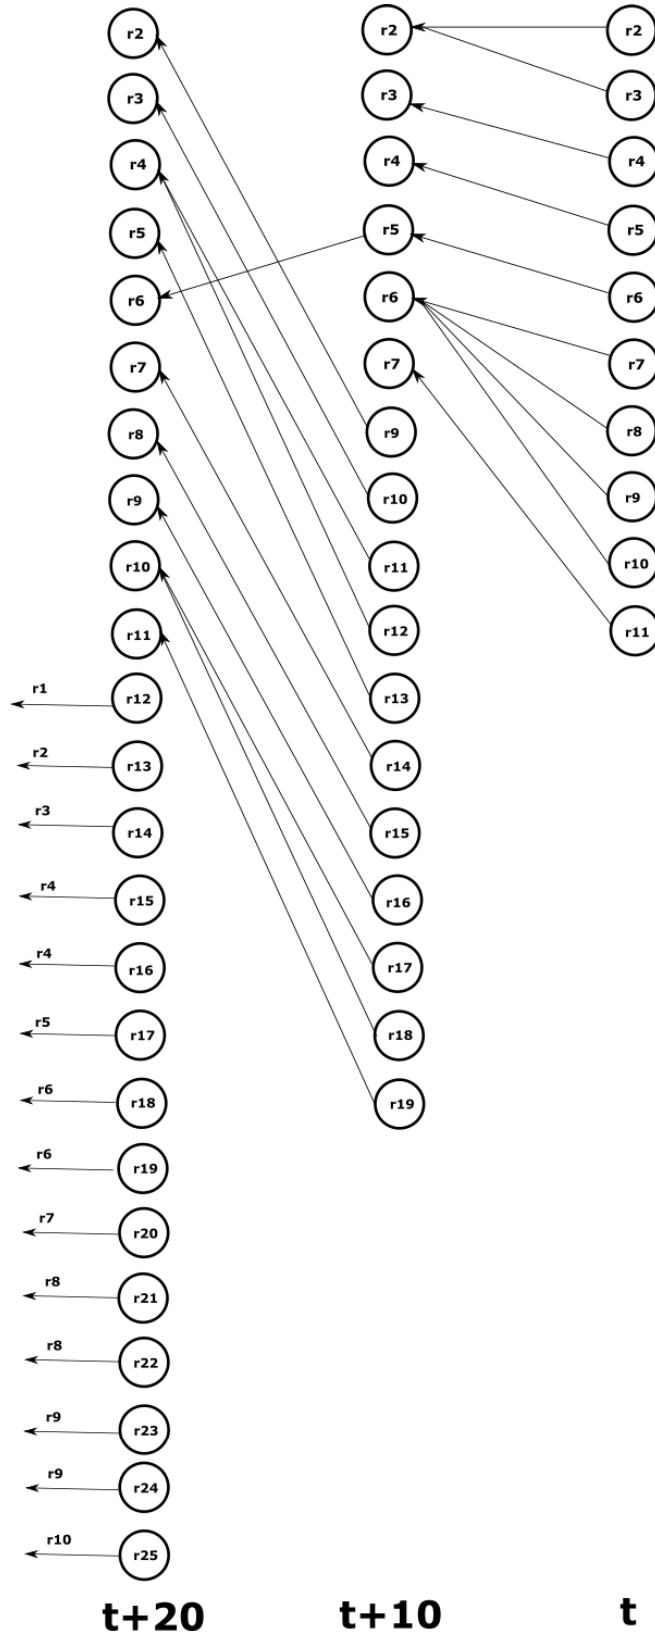 r2 r2 r2
r3 r3 r3
r4 r4 r4
r5 r5 r5
r6 r6 r6
r7 r7 r7
r8 r9 r8
r9 r10 r9
r10 r11 r10
r11 r12 r11
r1 r12 r13
r2 r13 r14
r3 r14 r15
r4 r15 r16
r4 r16 r17
r5 r17 r18
r6 r18 r19
r6 r19
r7 r20
r8 r21
r8 r22
r9 r23
r9 r24
r10 r25
t+20 t+10 t